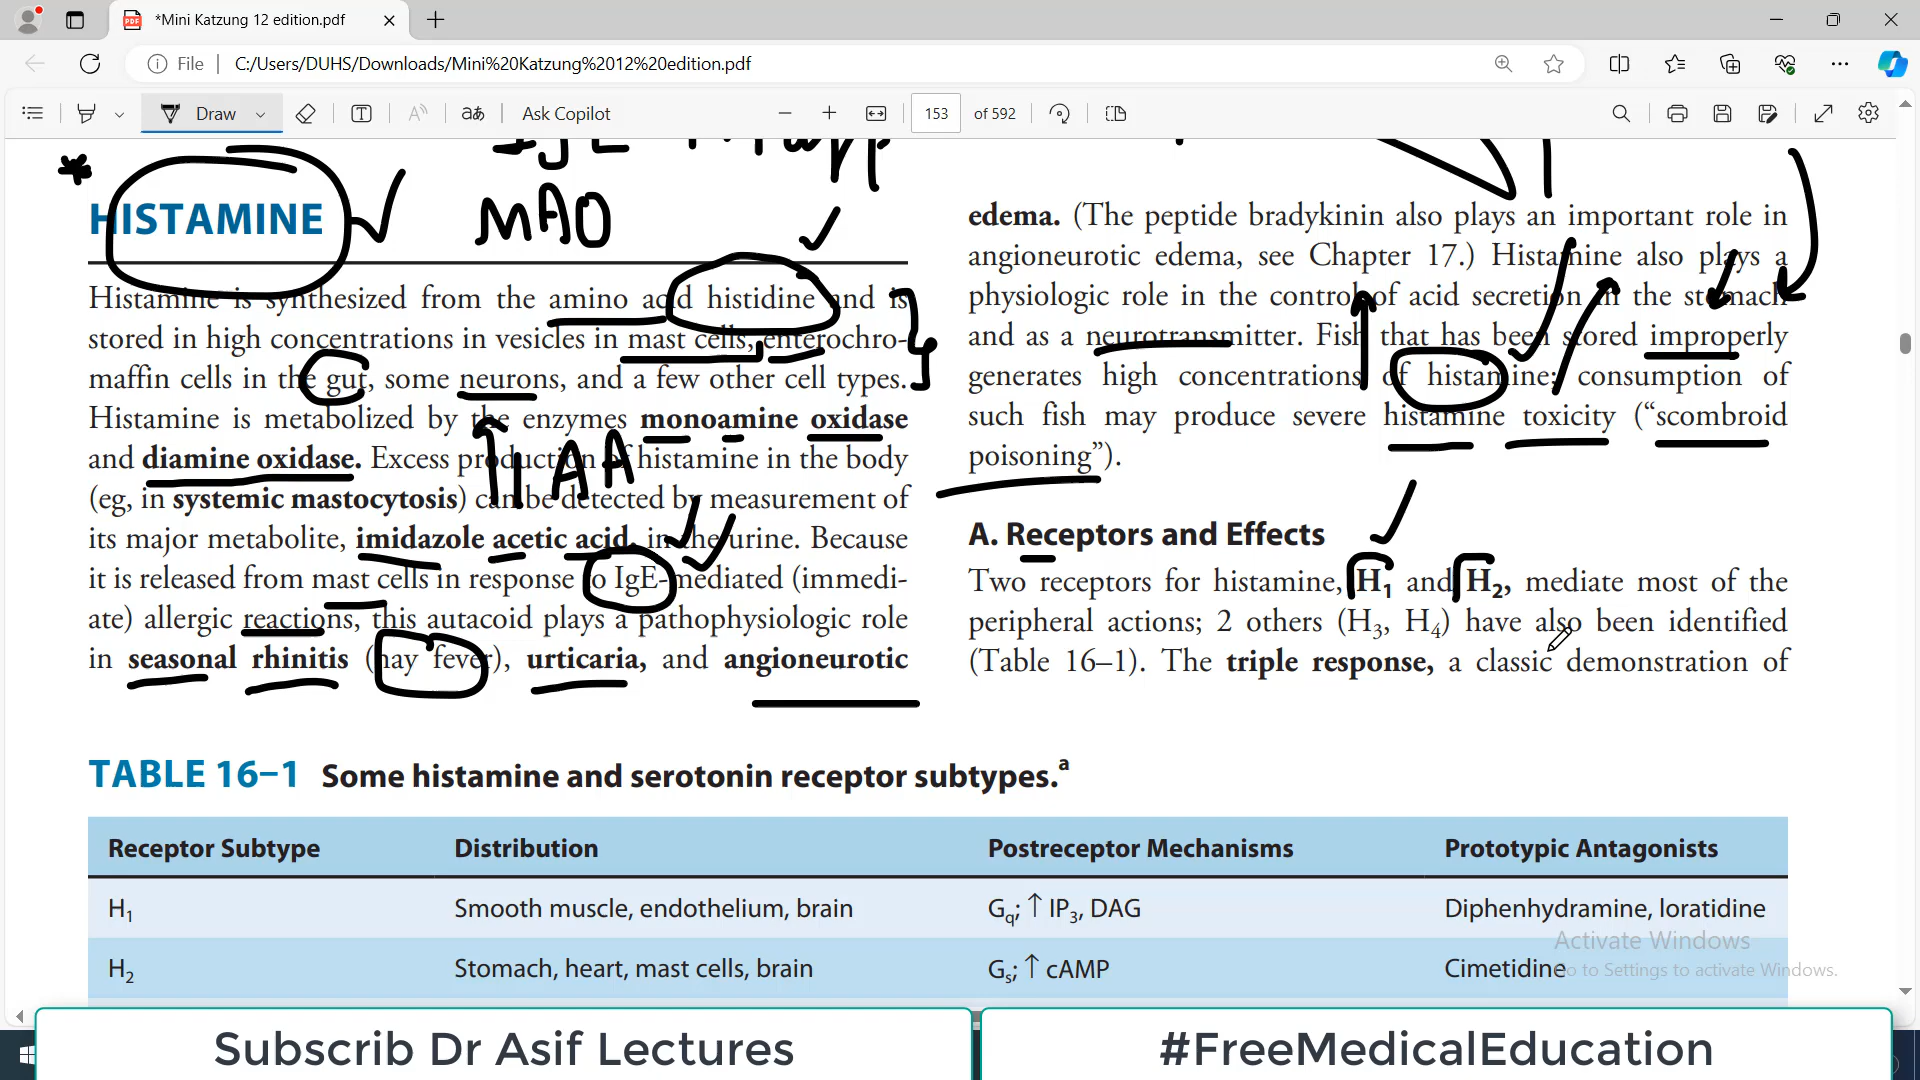 *Mini Katzung 12 edition.pdf
File
C:/Users/DUHS/Downloads/Mini%20Katzung%2012%20edition.pdf
Draw
Ask Copilot
153
of 592
MAO
HISTAMINE
Histamine is synthesized from the amino acid histidine and is
stored in high concentrations in vesicles in mast cells, enterochro-
maffin cells in the gut, some neurons, and a few other cell types.
Histamine is metabolized by the enzymes monoamine oxidase
and diamine oxidase. Excess production of histamine in the body
AA
(eg, in systemic mastocytosis) can be detected by measurement of
its major metabolite, imidazole acetic acid, in the urine. Because
it is released from mast cells in response to IgE-mediated (immedi-
ate) allergic reactions, this autacoid plays a pathophysiologic role
in seasonal rhinitis (hay fever), urticaria, and angioneurotic
edema. (The peptide bradykinin also plays an important role in
angioneurotic edema, see Chapter 17.) Histamine also plays a
physiologic role in the control of acid secretion in the stomach
and as a neurotransmitter. Fish that has been stored improperly
generates high concentrations of histamine; consumption of
such fish may produce severe histamine toxicity (“scombroid
poisoning”).
A. Receptors and Effects
Two receptors for histamine, H1 and H2, mediate most of the
peripheral actions; 2 others (H3, H4) have also been identified
(Table 16–1). The triple response, a classic demonstration of
TABLE 16–1 Some histamine and serotonin receptor subtypes.a
Receptor Subtype Distribution Postreceptor Mechanisms Prototypic Antagonists
H1 Smooth muscle, endothelium, brain Gq; ↑ IP3, DAG Diphenhydramine, loratidine
H2 Stomach, heart, mast cells, brain Gs; ↑ cAMP Cimetidine
Activate Windows
Go to Settings to activate Windows.
Subscrib Dr Asif Lectures
#FreeMedicalEducation